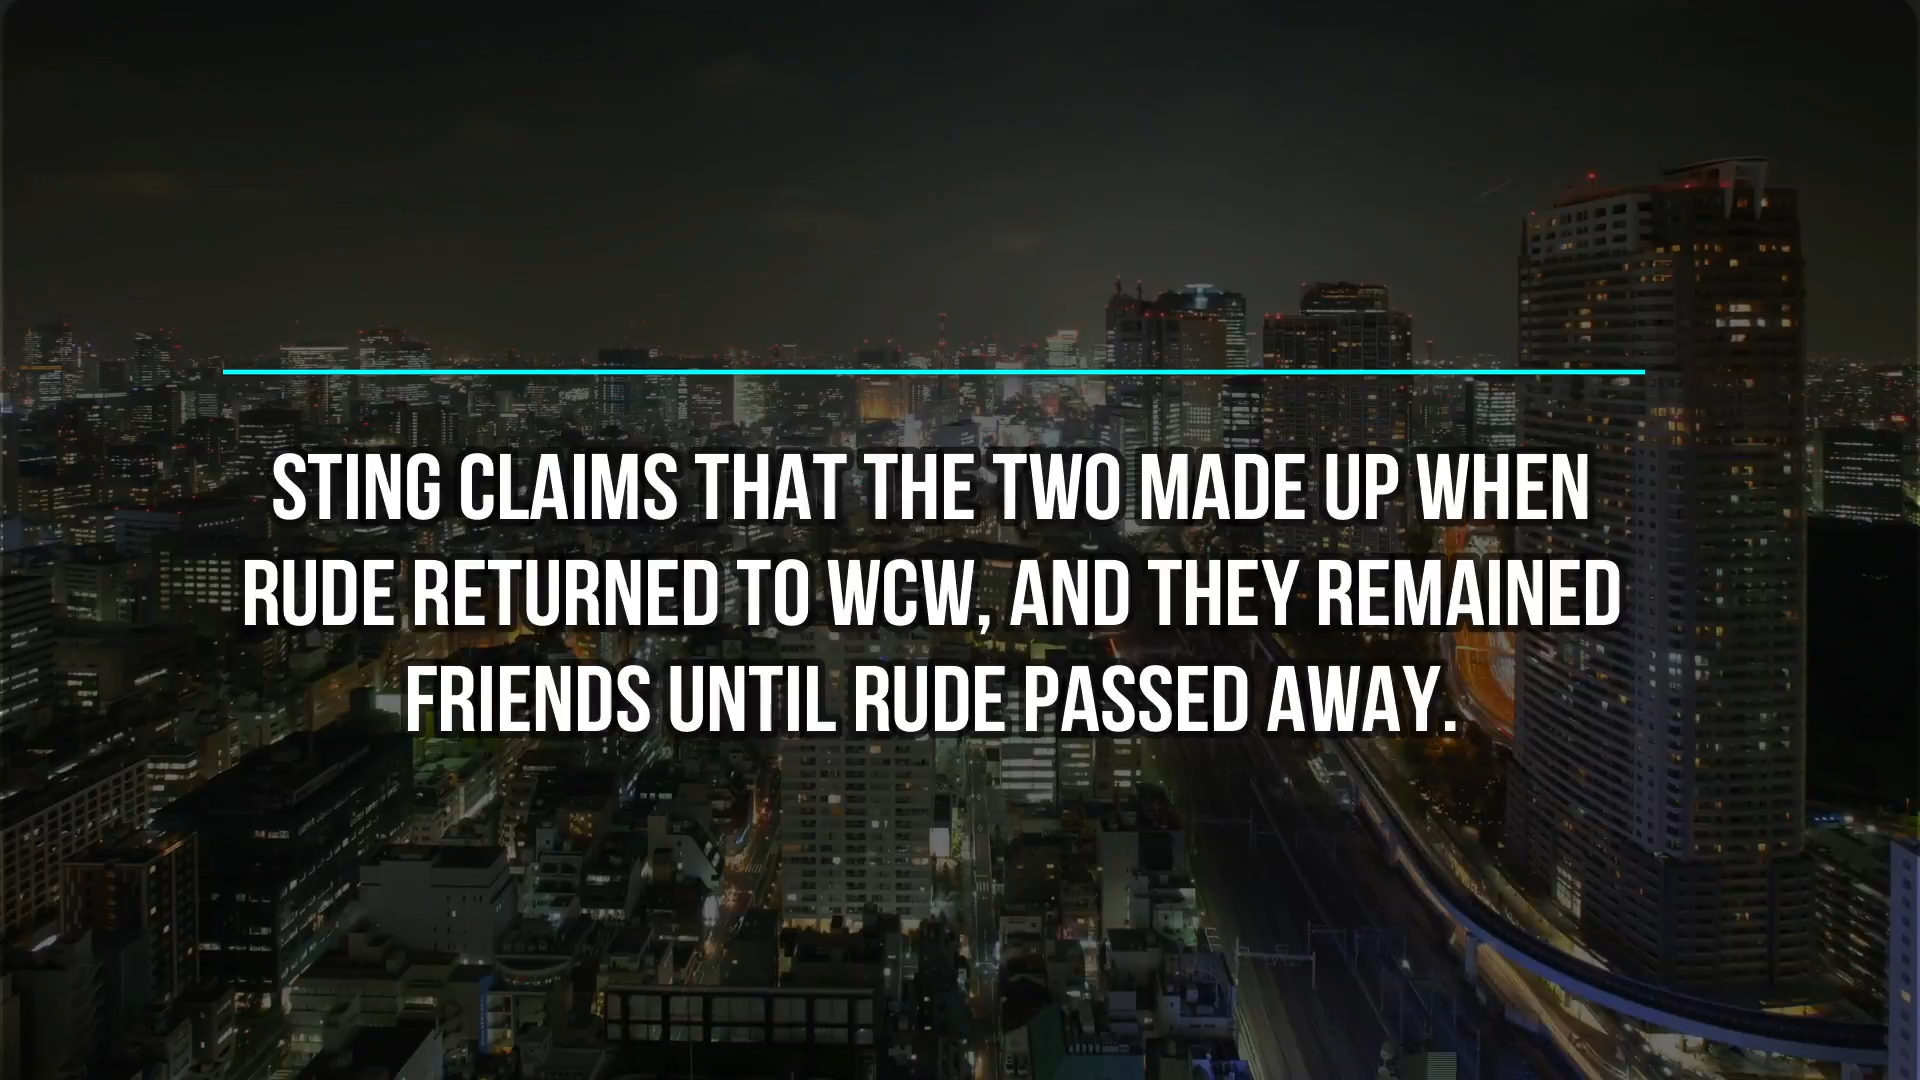 STING CLAIMS THAT THE TWO MADE UP WHEN
RUDE RETURNED TO WCW, AND THEY REMAINED
FRIENDS UNTIL RUDE PASSED AWAY.